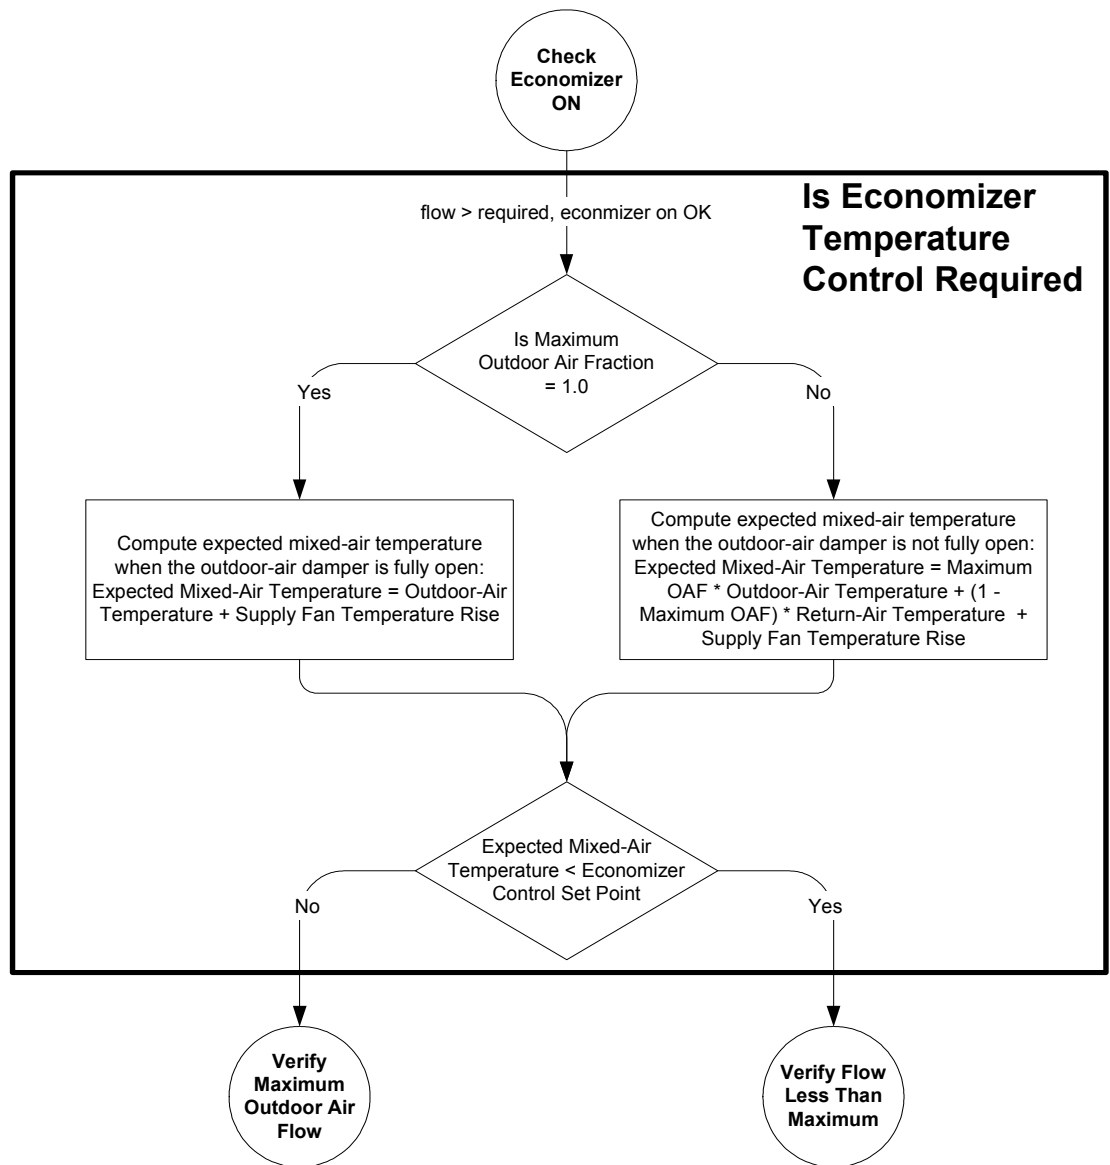 Check
Economizer
ON
Is Economizer
Temperature
Control Required
flow > required, econmizer on OK
Is Maximum
Outdoor Air Fraction
= 1.0
Yes
No
Compute expected mixed-air temperature
when the outdoor-air damper is fully open:
Expected Mixed-Air Temperature = Outdoor-Air
Temperature + Supply Fan Temperature Rise
Compute expected mixed-air temperature
when the outdoor-air damper is not fully open:
Expected Mixed-Air Temperature = Maximum
OAF * Outdoor-Air Temperature + (1 -
Maximum OAF) * Return-Air Temperature +
Supply Fan Temperature Rise
Expected Mixed-Air
Temperature < Economizer
Control Set Point
No
Yes
Verify
Maximum
Outdoor Air
Flow
Verify Flow
Less Than
Maximum